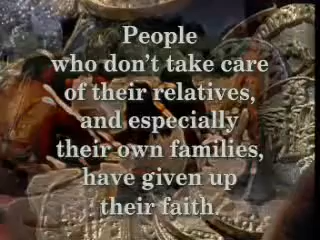 People
who don't take care
of their relatives,
and especially
their own families,
have given up
their faith.